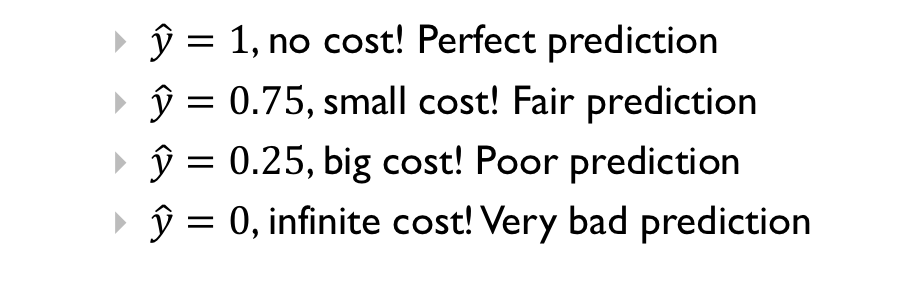 ŷ = 1, no cost! Perfect prediction
ŷ = 0.75, small cost! Fair prediction
ŷ = 0.25, big cost! Poor prediction
ŷ = 0, infinite cost! Very bad prediction